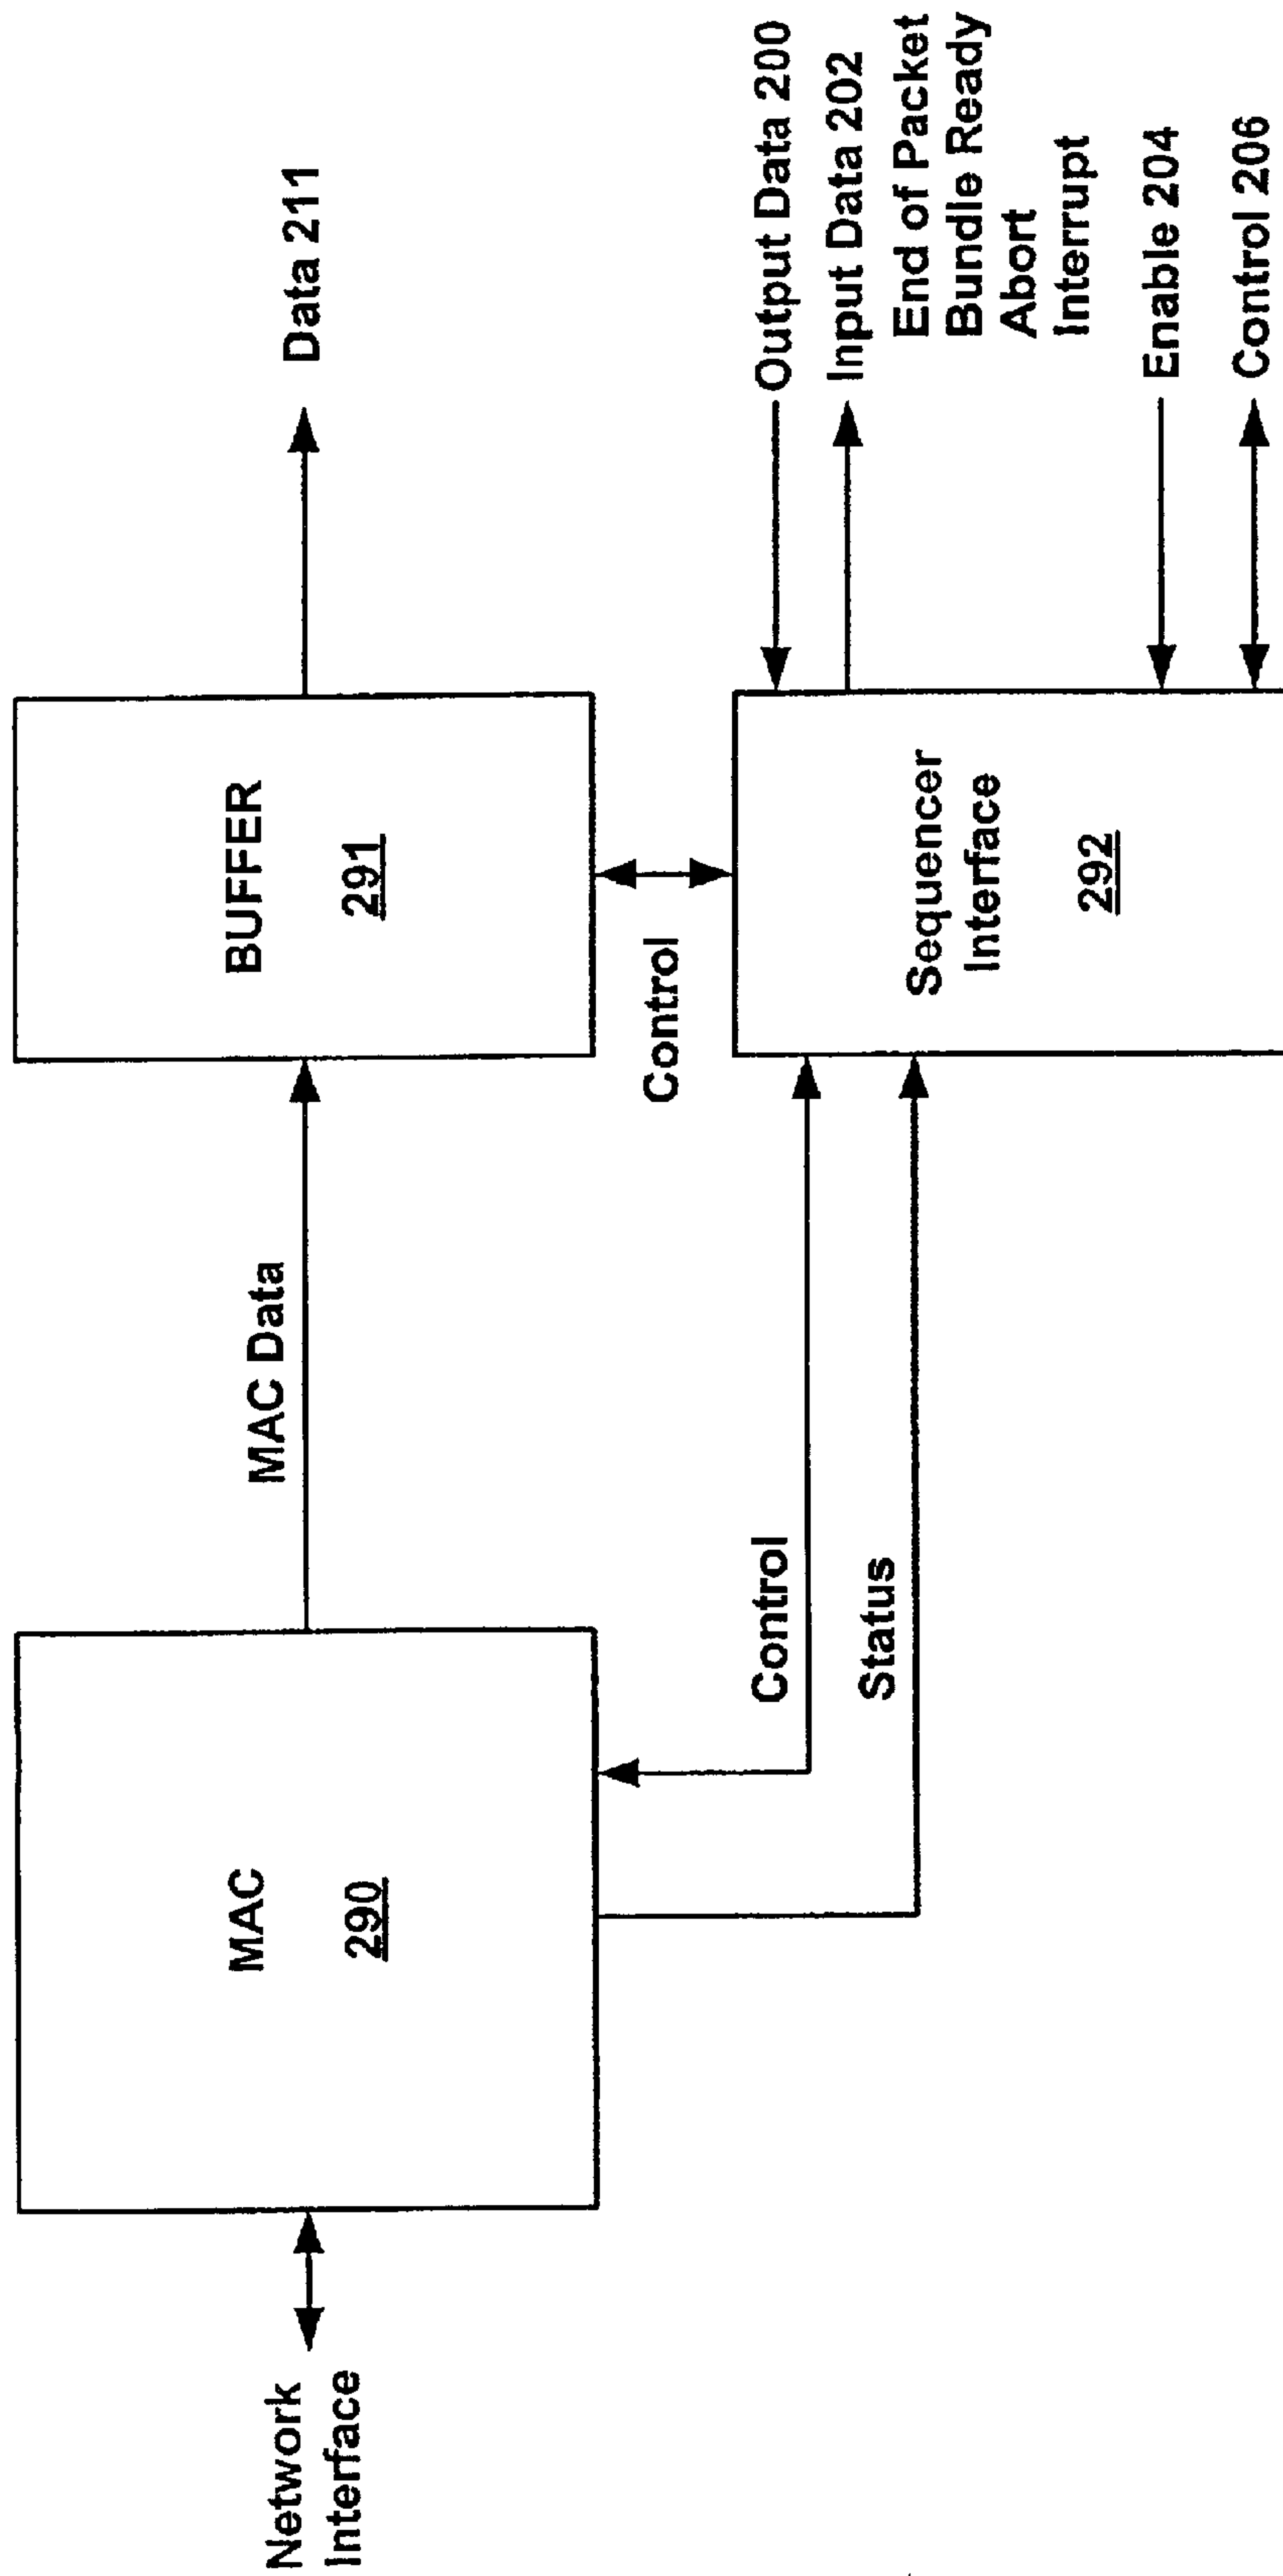 Network
Interface
MAC
290
MAC Data
BUFFER
291
Data 211
Control
Status
Control
Sequencer
Interface
292
Output Data 200
Input Data 202
End of Packet
Bundle Ready
Abort
Interrupt
Enable 204
Control 206